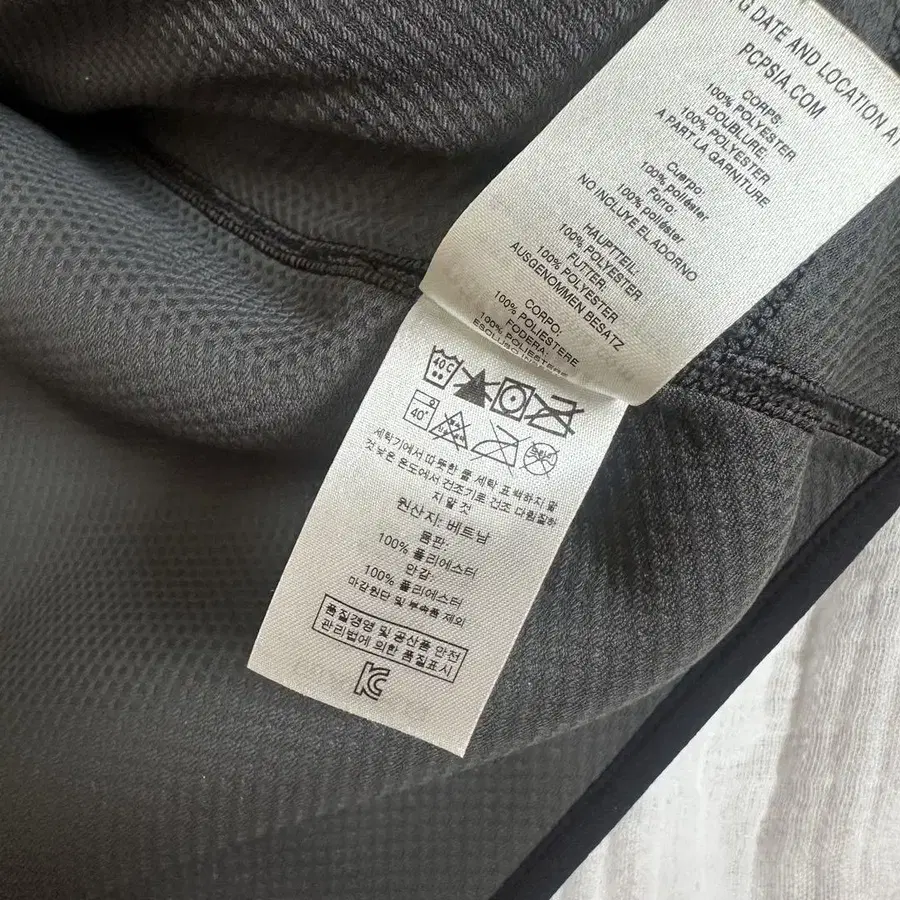 G DATE AND LOCATION AT
PCPSIA.COM
CORPS:
100% POLYESTER
DOUBLURE:
100% POLYESTER
A PART LA GARNITURE
Cuerpo:
100% poliéster
Forro:
100% poliéster
NO INCLUYE EL ADORNO
HAUPTTEIL:
100% POLYESTER
FUTTER:
100% POLYESTER
AUSGENOMMEN BESATZ
CORPO:
100% POLIESTERE
FODERA:
100% POLIESTERE
40C
40°
세탁기에서 따뜻한 물 세탁 표백하지 말
것 낮은 온도에서 건조기로 건조 다림질하
지 말 것
원산지: 베트남
몸판:
100% 폴리에스터
안감:
100% 폴리에스터
마감원단 및 부속품 제외
품질경영 및 공산품 안전
관리법에 의한 품질표시